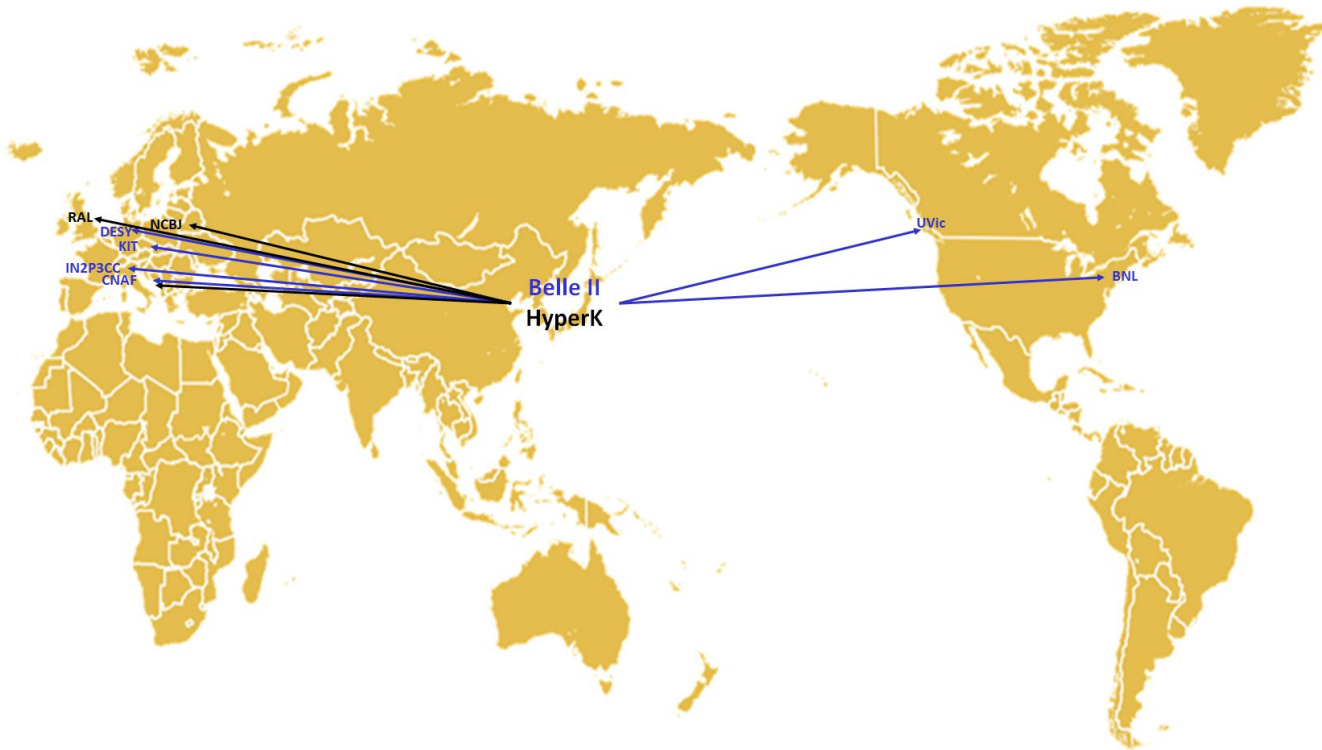 RAL
NCBJ
DESY
KIT
IN2P3CC
CNAF
Belle II
HyperK
UVic
BNL